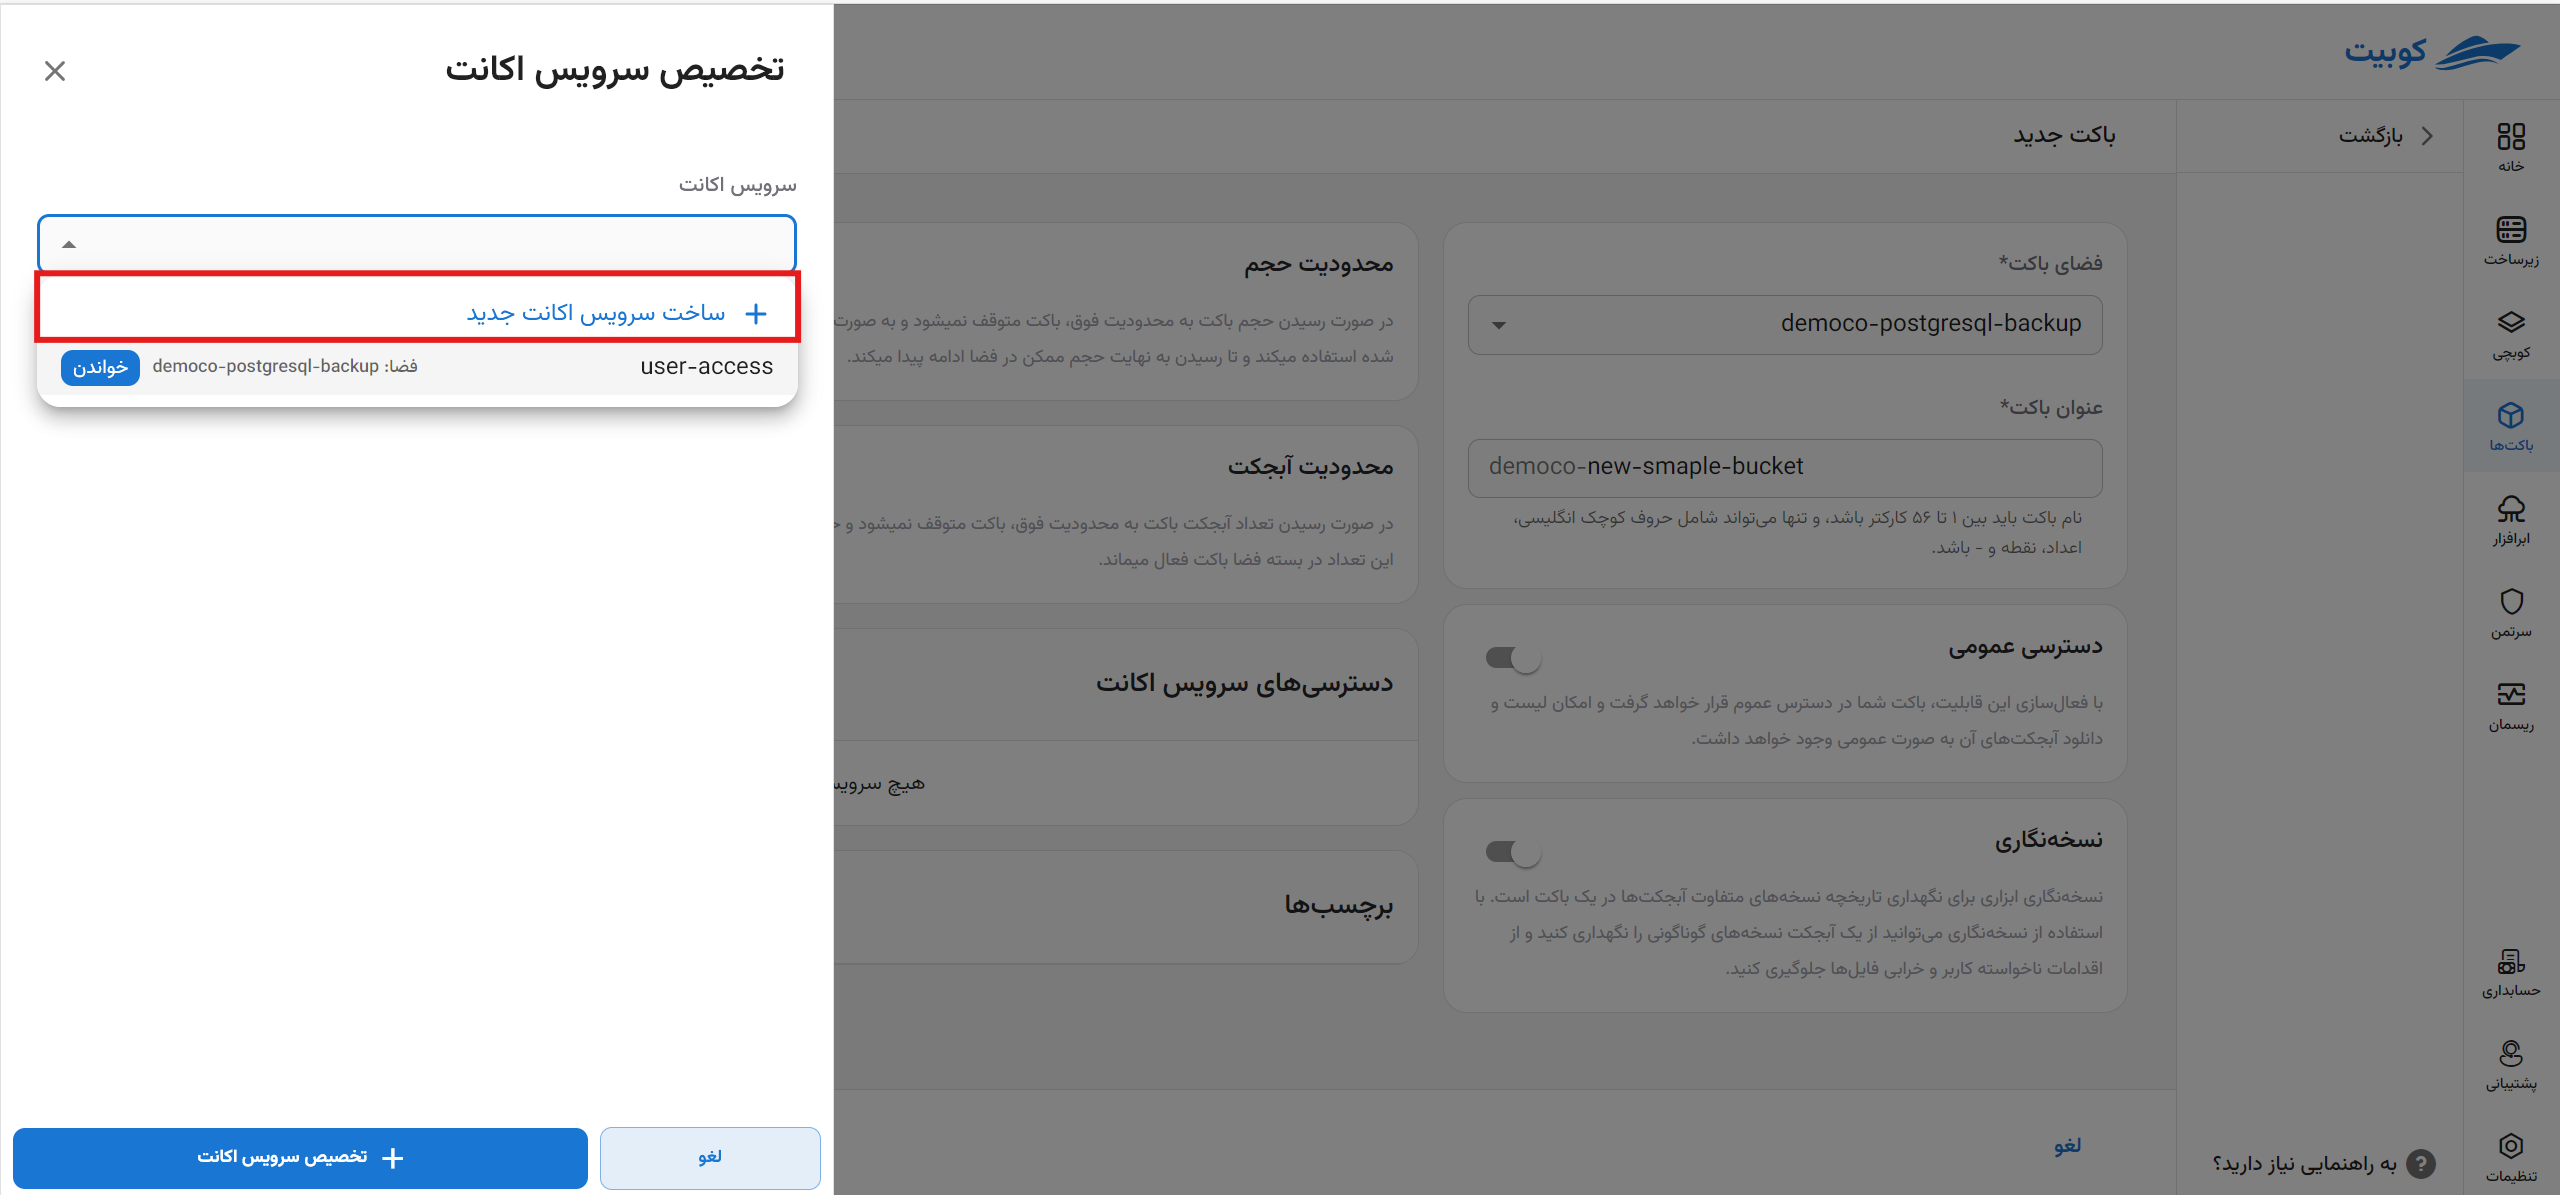 کوبیت
خانه
زیرساخت
کوبچی
باکت‌ها
ابرافزار
سرتمن
ریسمان
حسابداری
پشتیبانی
تنظیمات
بازگشت
به راهنمایی نیاز دارید؟
باکت جدید
فضای باکت*
democo-postgresql-backup
عنوان باکت*
democo-new-smaple-bucket
نام باکت باید بین ۱ تا ۵۶ کارکتر باشد، و تنها می‌تواند شامل حروف کوچک انگلیسی،
اعداد، نقطه و - باشد.
دسترسی عمومی
با فعال‌سازی این قابلیت، باکت شما در دسترس عموم قرار خواهد گرفت و امکان لیست و
دانلود آبجکت‌های آن به صورت عمومی وجود خواهد داشت.
نسخه‌نگاری
نسخه‌نگاری ابزاری برای نگهداری تاریخچه نسخه‌های متفاوت آبجکت‌ها در یک باکت است. با
استفاده از نسخه‌نگاری می‌توانید از یک آبجکت نسخه‌های گوناگونی را نگهداری کنید و از
اقدامات ناخواسته کاربر و خرابی فایل‌ها جلوگیری کنید.
محدودیت حجم
در صورت رسیدن حجم باکت به محدودیت فوق، باکت متوقف نمیشود و به صورت
شده استفاده میکند و تا رسیدن به نهایت حجم ممکن در فضا ادامه پیدا میکند.
محدودیت آبجکت
در صورت رسیدن تعداد آبجکت باکت به محدودیت فوق، باکت متوقف نمیشود و
این تعداد در بسته فضا باکت فعال میماند.
دسترسی‌های سرویس اکانت
هیچ سرویس
برچسب‌ها
لغو
تخصیص سرویس اکانت
سرویس اکانت
ساخت سرویس اکانت جدید
user-access
فضا: democo-postgresql-backup
خواندن
لغو
تخصیص سرویس اکانت